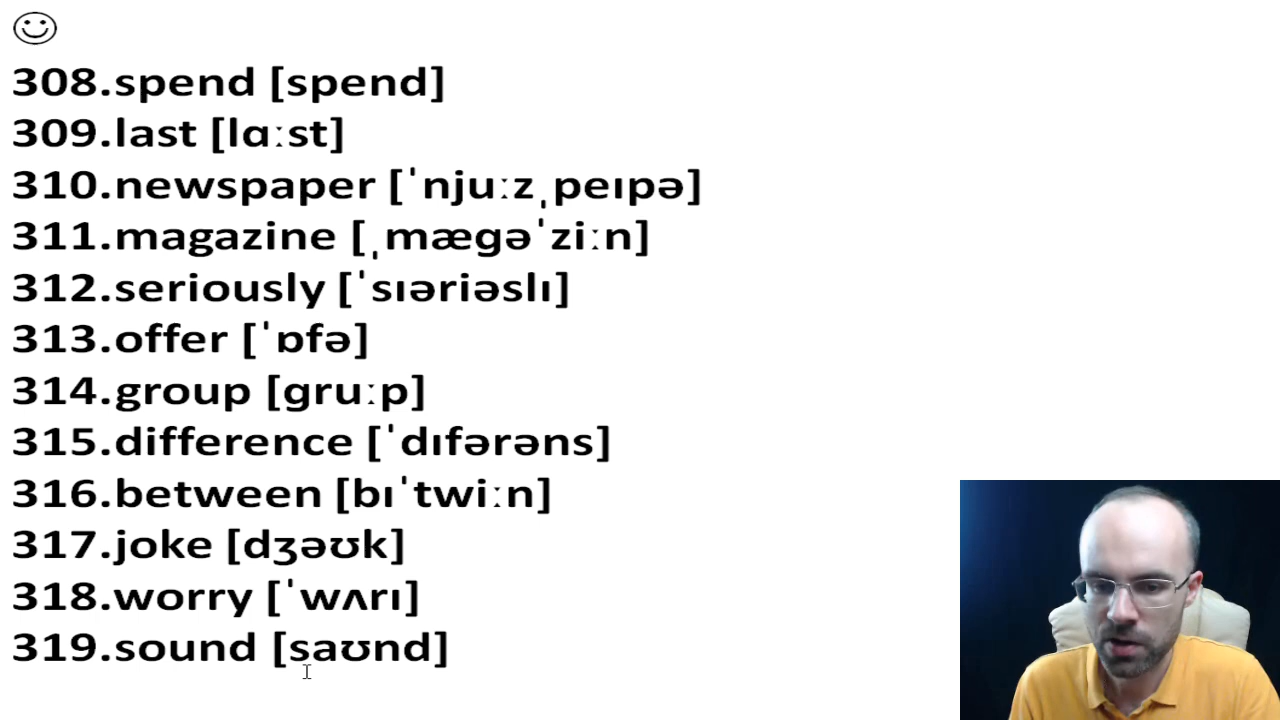 308.spend [spend]
309.last [lɑːst]
310.newspaper [ˈnjuːzˌpeɪpə]
311.magazine [ˌmægəˈziːn]
312.seriously [ˈsɪəriəslɪ]
313.offer [ˈɒfə]
314.group [gruːp]
315.difference [ˈdɪfərəns]
316.between [bɪˈtwiːn]
317.joke [dʒəʊk]
318.worry [ˈwʌrɪ]
319.sound [saʊnd]